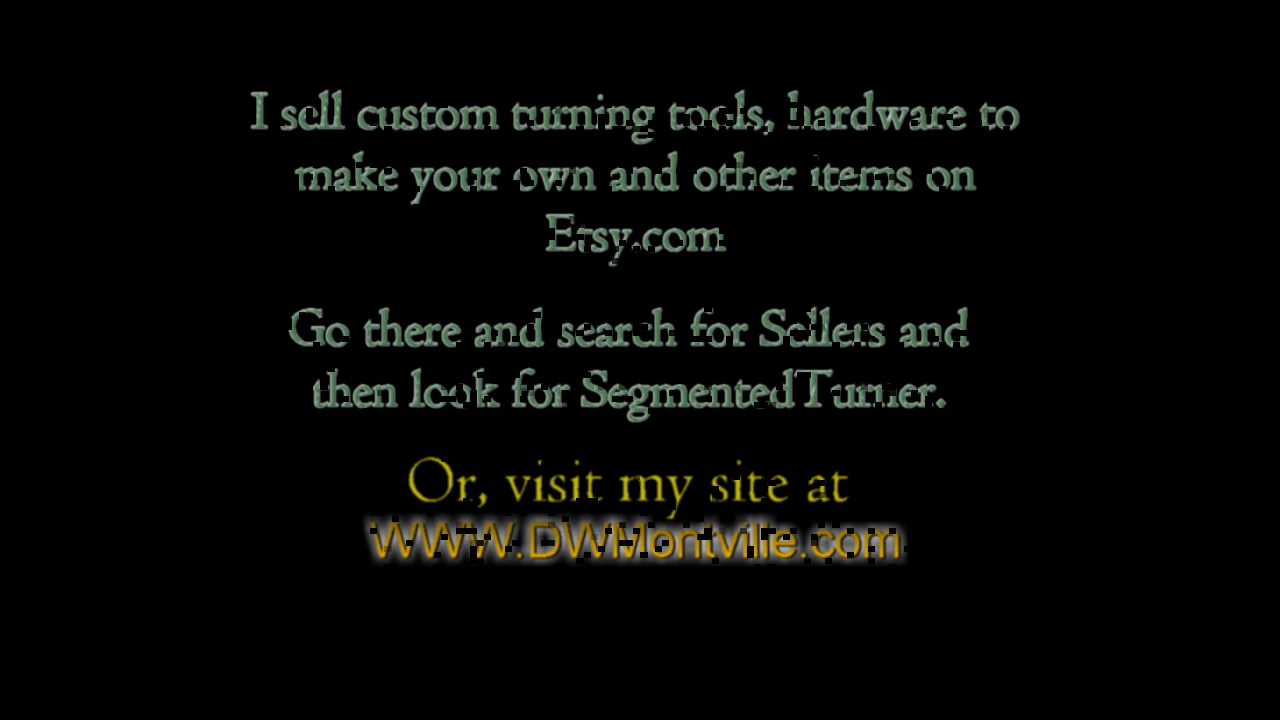 I sell custom turning tools, hardware to
make your own and other items on
Etsy.com
Go there and search for Sellers and
then look for SegmentedTurner.
Or, visit my site at
WWW.DWMontville.com